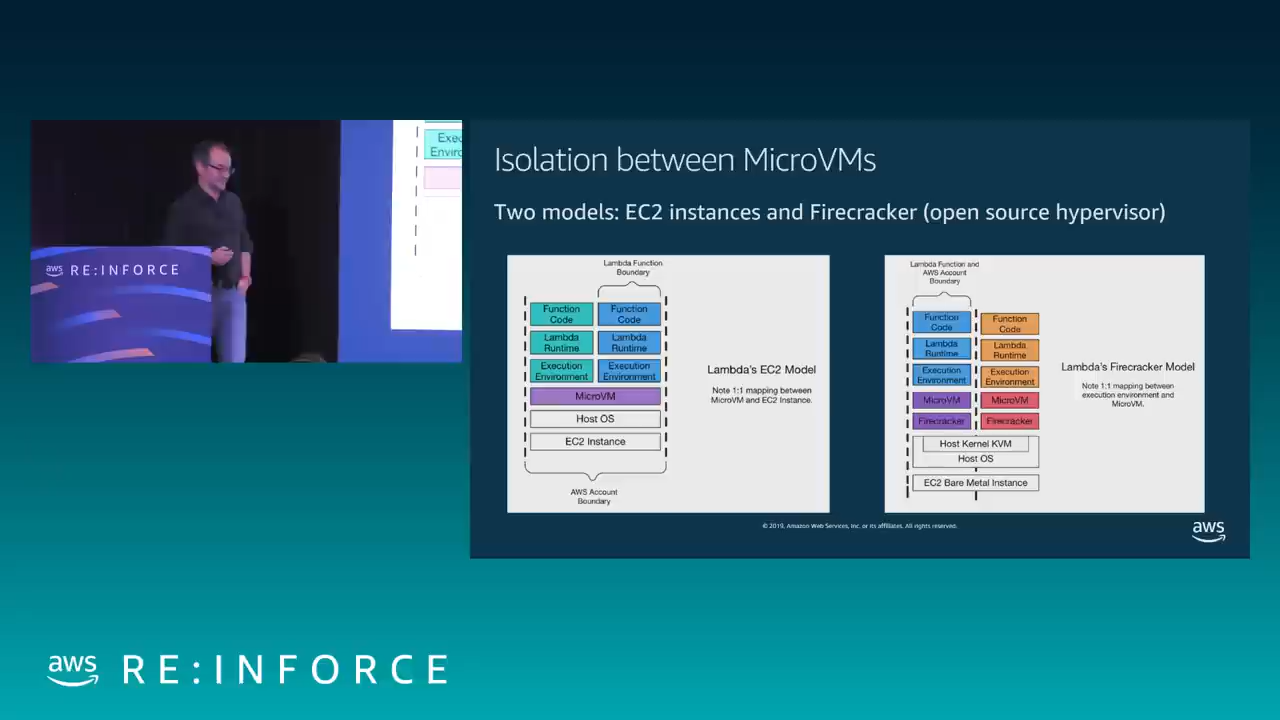 Exec
Enviro
aws RE:INFORCE
Isolation between MicroVMs
Two models: EC2 instances and Firecracker (open source hypervisor)
Lambda Function
Boundary
Function
Code
Function
Code
Lambda
Runtime
Lambda
Runtime
Execution
Environment
Execution
Environment
MicroVM
Host OS
EC2 Instance
AWS Account
Boundary
Lambda's EC2 Model
Note 1:1 mapping between
MicroVM and EC2 Instance.
Lambda Function and
AWS Account
Boundary
Function
Code
Function
Code
Lambda
Runtime
Lambda
Runtime
Execution
Environment
Execution
Environment
MicroVM
MicroVM
Firecracker
Firecracker
Host Kernel KVM
Host OS
EC2 Bare Metal Instance
Lambda's Firecracker Model
Note 1:1 mapping between
execution environment and
MicroVM.
© 2019, Amazon Web Services, Inc. or its affiliates. All rights reserved.
aws
aws RE:INFORCE